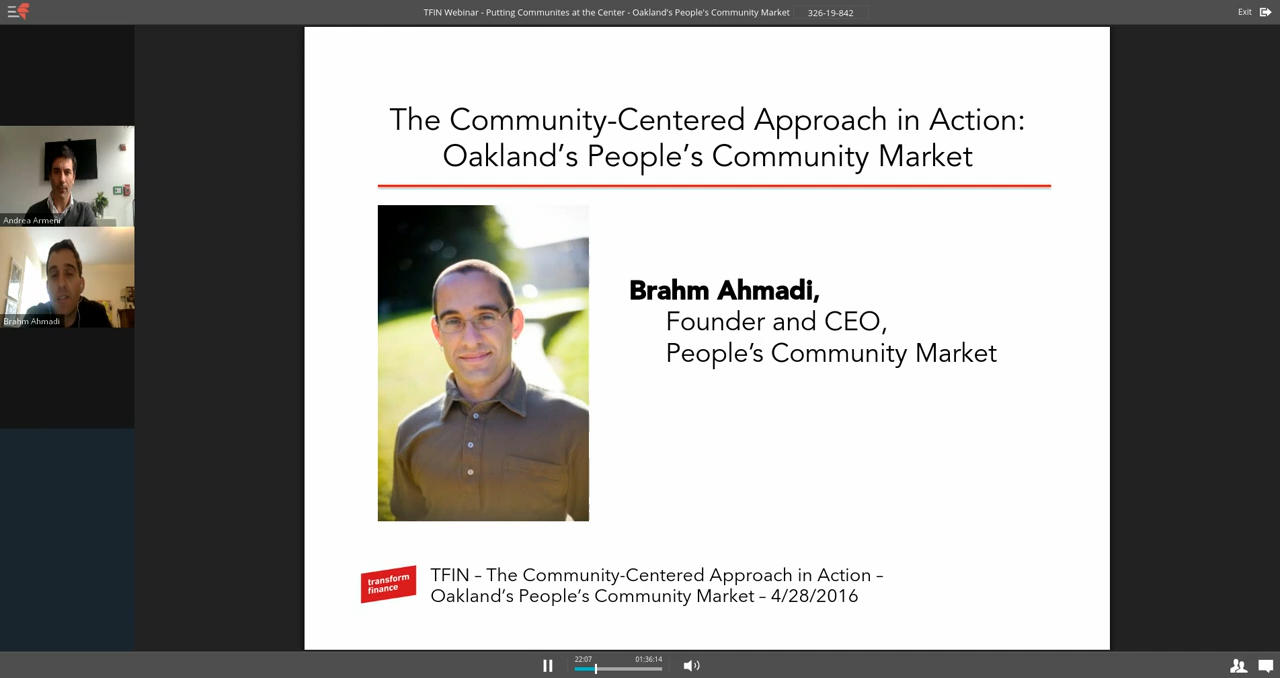 TFIN Webinar - Putting Communites at the Center - Oakland's People's Community Market
326-19-842
Exit
The Community-Centered Approach in Action:
Oakland’s People’s Community Market
Andrea Armeni
Brahm Ahmadi
Brahm Ahmadi,
Founder and CEO,
People’s Community Market
transform
finance
TFIN – The Community-Centered Approach in Action –
Oakland’s People’s Community Market – 4/28/2016
22:07
01:36:14